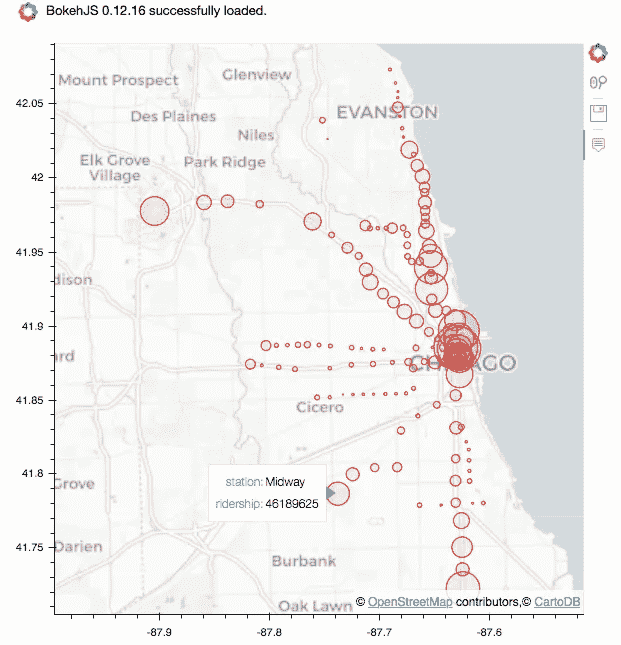 BokehJS 0.12.16 successfully loaded.
Mount Prospect
Glenview
42.05
Des Plaines
EVANSTON
Niles
Elk Grove
Village
Park Ridge
42
41.95
dison
41.9
ard
CHICAGO
41.85
Cicero
41.8
station: Midway
ridership: 46189625
Grove
41.75
Darien
Burbank
Oak Lawn
© OpenStreetMap contributors,© CartoDB
-87.9
-87.8
-87.7
-87.6